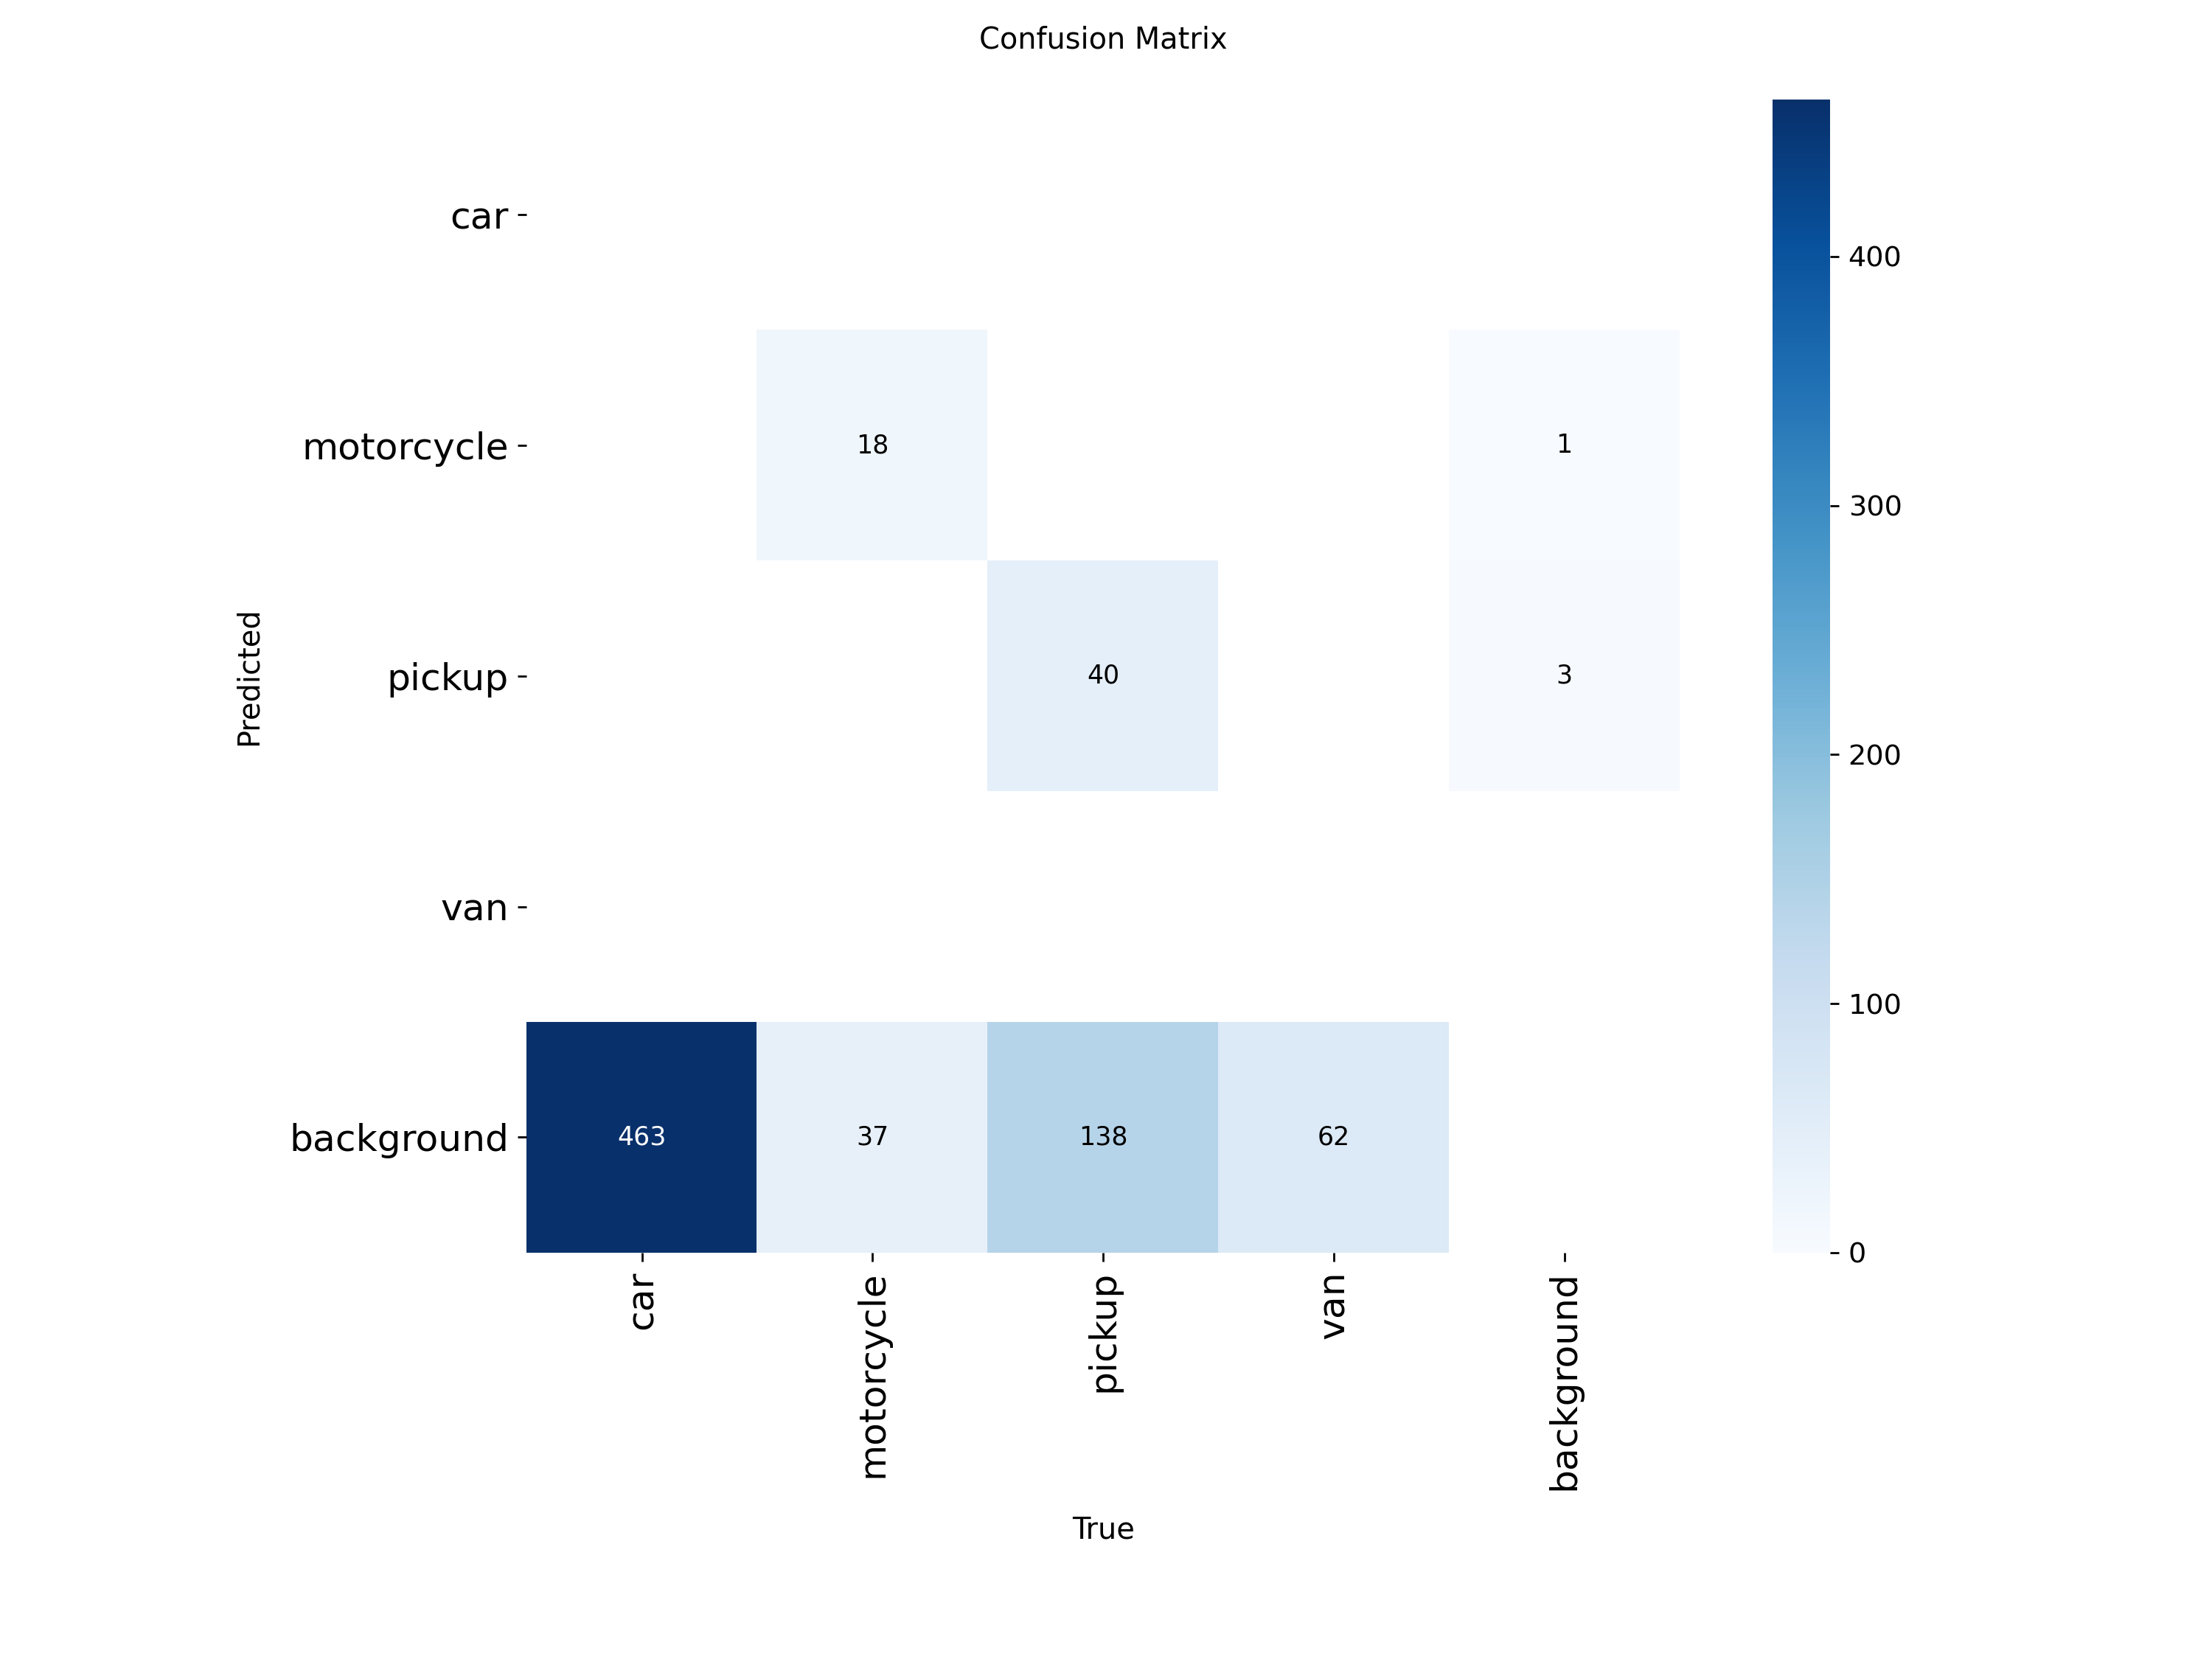 Confusion Matrix
car
motorcycle
pickup
van
background
Predicted
18
1
40
3
463
37
138
62
car
motorcycle
pickup
van
background
True
400
300
200
100
0